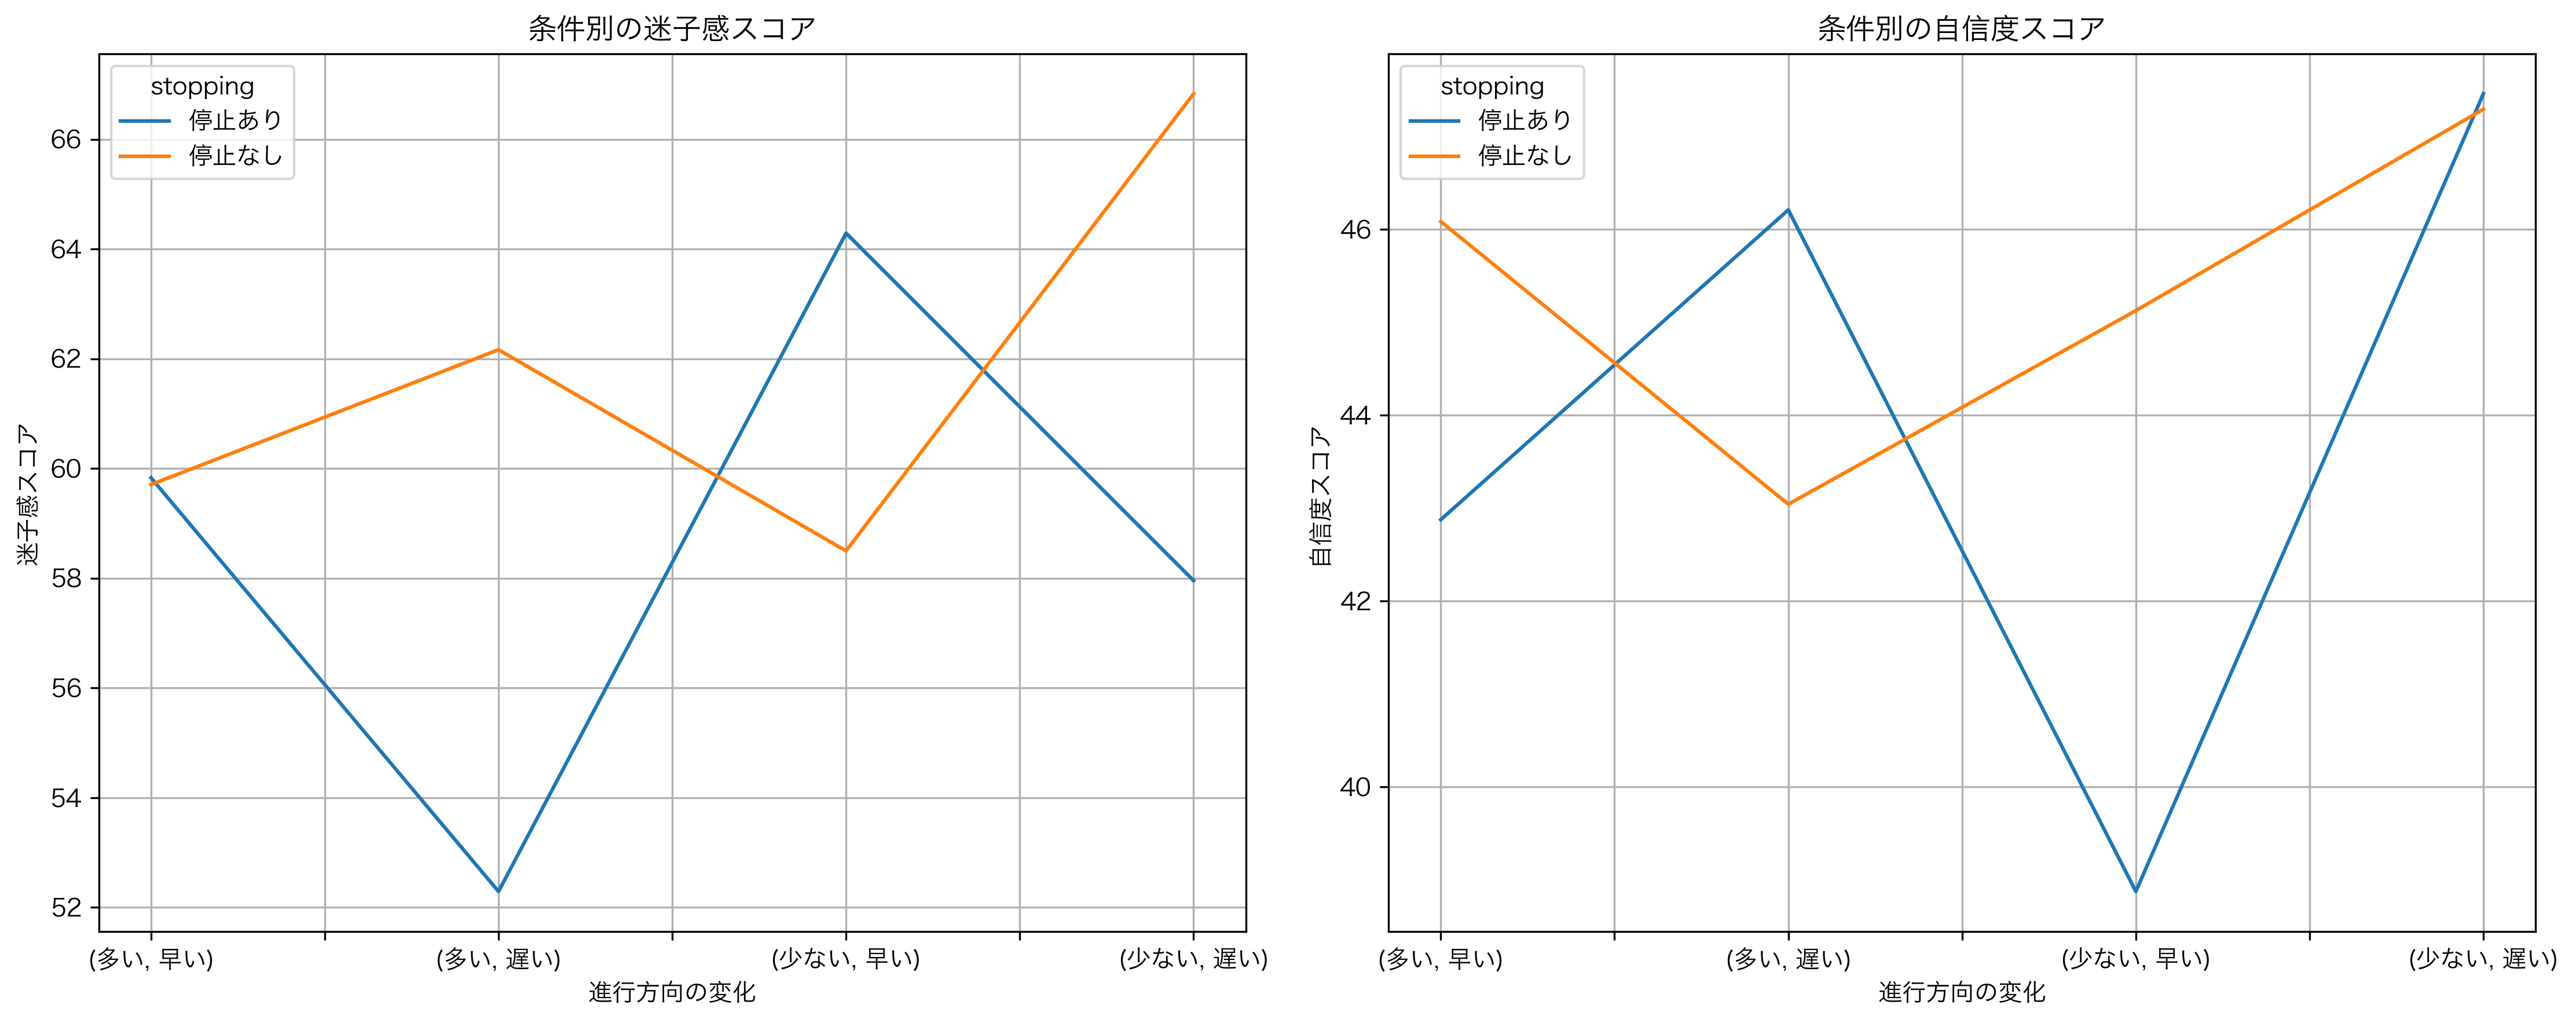 条件別の迷子感スコア
stopping
停止あり
停止なし
66
64
62
60
58
56
54
52
迷子感スコア
(多い, 早い)
(多い, 遅い)
(少ない, 早い)
(少ない, 遅い)
進行方向の変化
条件別の自信度スコア
stopping
停止あり
停止なし
46
44
42
40
自信度スコア
(多い, 早い)
(多い, 遅い)
(少ない, 早い)
(少ない, 遅い)
進行方向の変化